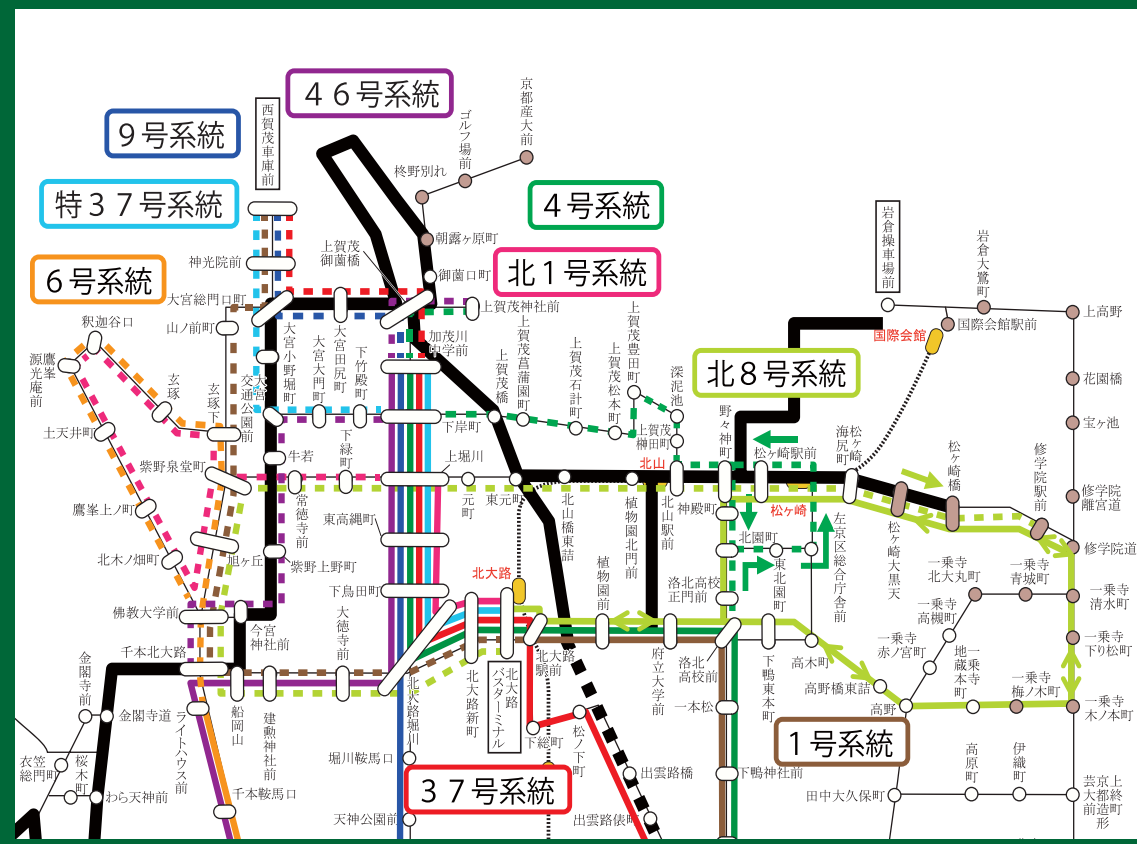 46号系統
9号系統
特37号系統
6号系統
4号系統
北1号系統
北8号系統
37号系統
1号系統
西賀茂車庫前
神光院前
大宮総門口町
山ノ前町
釈迦谷口
源光庵前
鷹峯
玄琢
玄琢下
土天井町
紫野泉堂町
鷹峯上ノ町
北木ノ畑町
佛教大学前
千本北大路
金閣寺前
金閣寺道
衣笠総門町
桜木町
わら天神前
ライトハウス前
千本鞍馬口
船岡山
建勲神社前
大徳寺前
今宮神社前
旭ヶ丘
紫野上野町
常徳寺前
牛若
下緑町
大宮交通公園前
大宮小野堀町
大宮大門町
大宮田尻町
下竹殿町
上賀茂御薗橋
柊野別れ
ゴルフ場前
京都産大前
朝露ヶ原町
御薗口町
上賀茂神社前
加茂川中学前
下岸町
上堀川
東高縄町
下鳥田町
北大路堀川
堀川鞍馬口
天神公園前
上賀茂橋
上賀茂菖蒲園町
上賀茂石計町
上賀茂松本町
上賀茂豊田町
上賀茂榊田町
深泥池
元町
東元町
北山橋東詰
植物園北門前
北山
北山駅前
野々神町
松ヶ崎駅前
松ヶ崎
松ヶ崎海尻町
松ヶ崎大黒天
松ヶ崎橋
修学院駅前
修学院道
修学院離宮道
宝ヶ池
花園橋
上高野
岩倉操車場前
岩倉大鷺町
国際会館駅前
国際会館
神殿町
北園町
東北園町
左京区総合庁舎前
洛北高校正門前
洛北高校前
下鴨東本町
高木町
高野橋東詰
高野
一乗寺北大丸町
一乗寺高槻町
一乗寺赤ノ宮町
一乗寺地蔵本町
一乗寺梅ノ木町
一乗寺青城町
一乗寺清水町
一乗寺下り松町
一乗寺木ノ本町
北大路
北大路駅前
北大路新町
北大路バスターミナル
植物園前
府立大学前
一本松
下鴨神社前
下総町
松ノ下町
出雲路橋
出雲路俵町
田中大久保町
高原町
伊織町
上終町
京都造形芸大前